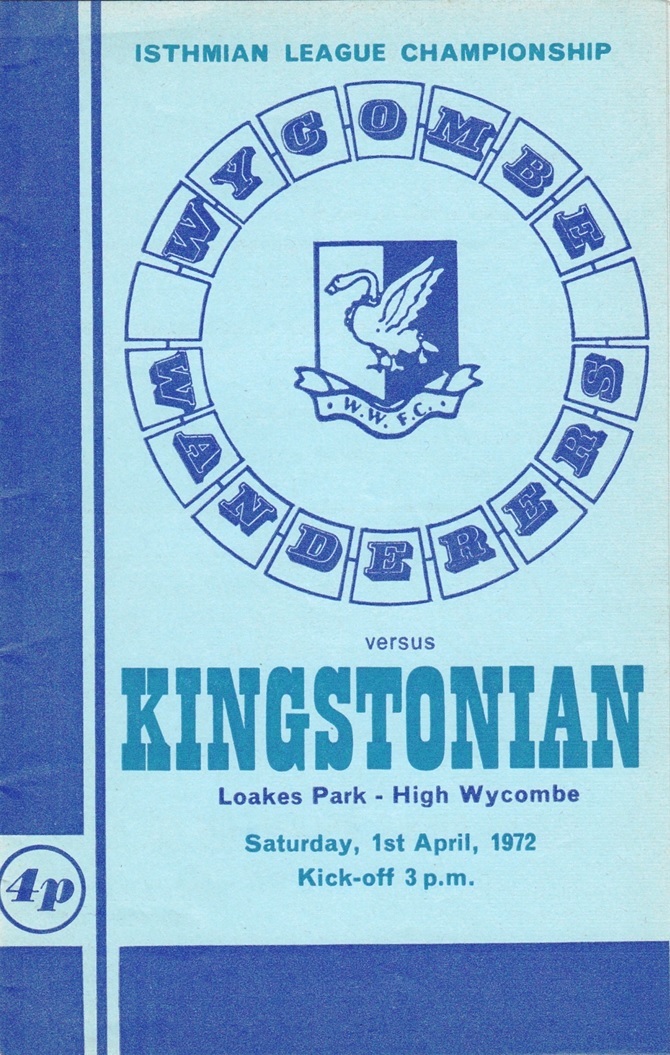 ISTHMIAN LEAGUE CHAMPIONSHIP
WYCOMBE
WANDERERS
W.W. F.C.
versus
KINGSTONIAN
Loakes Park - High Wycombe
Saturday, 1st April, 1972
Kick-off 3 p.m.
4p